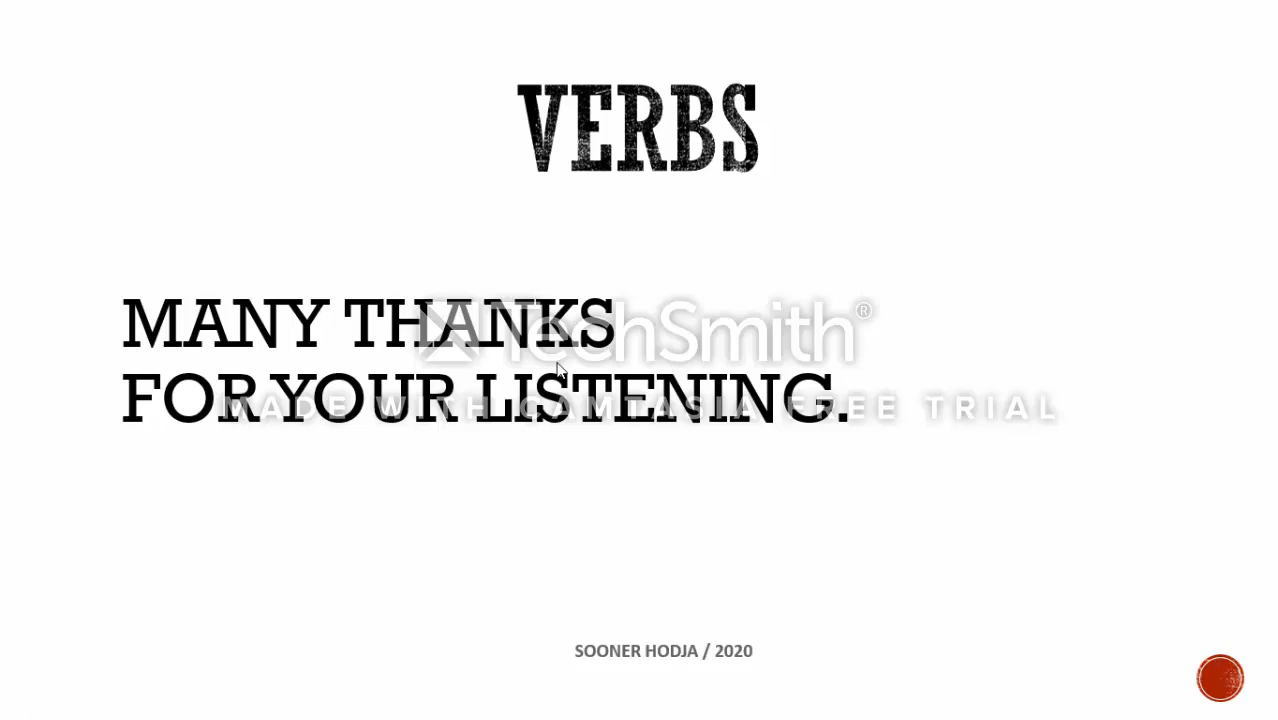 VERBS
MANY THANKS
TechSmith®
FOR YOUR LISTENING.
MADE WITH CAMTASIA FREE TRIAL
SOONER HODJA / 2020